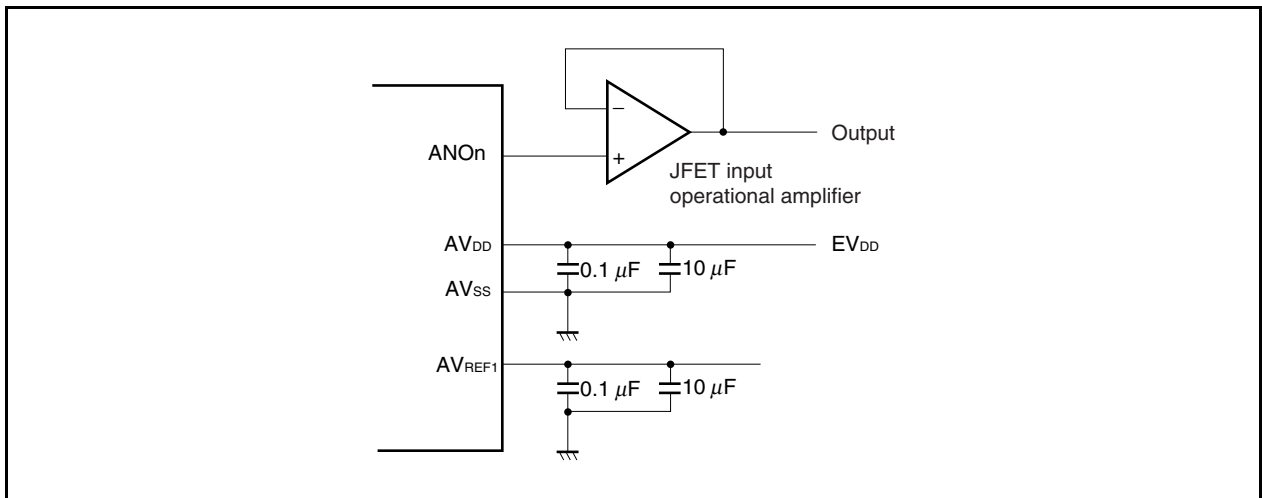 −
+
Output
ANOn
JFET input
operational amplifier
AVDD
EVDD
0.1 μF
10 μF
AVSS
AVREF1
0.1 μF
10 μF